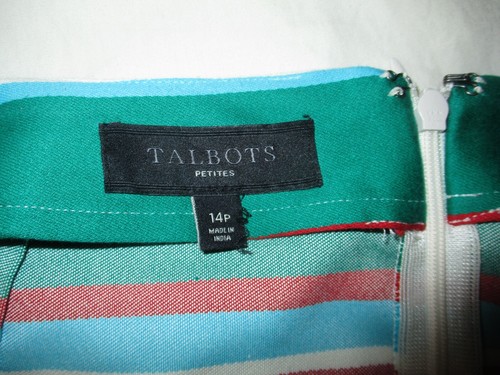 TALBOTS
PETITES
14P
MADE IN
INDIA